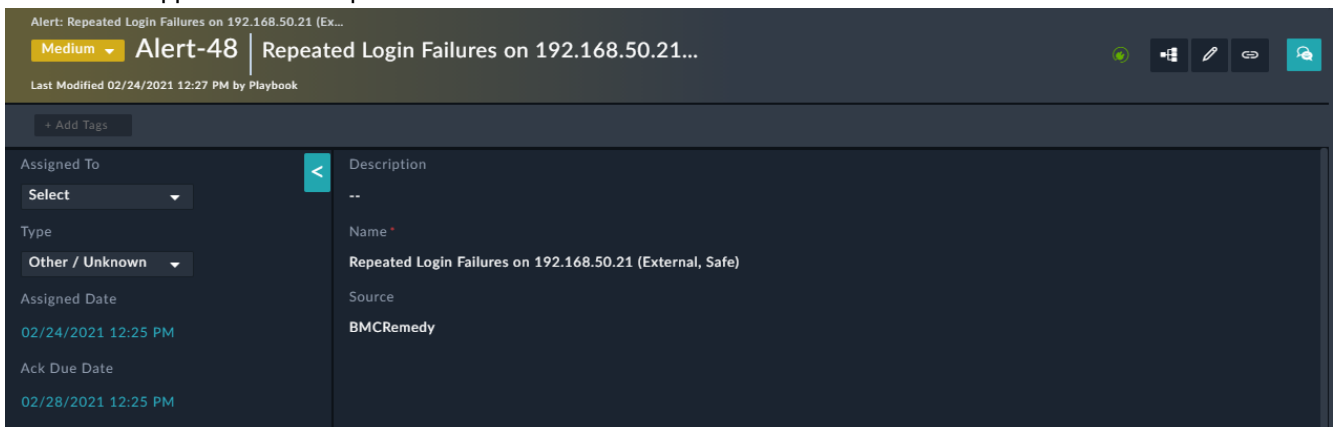 Alert: Repeated Login Failures on 192.168.50.21 (Ex...
Medium Alert-48 Repeated Login Failures on 192.168.50.21...
Last Modified 02/24/2021 12:27 PM by Playbook
+ Add Tags
Assigned To
Select
Type
Other / Unknown
Assigned Date
02/24/2021 12:25 PM
Ack Due Date
02/28/2021 12:25 PM
<
Description
--
Name *
Repeated Login Failures on 192.168.50.21 (External, Safe)
Source
BMCRemedy